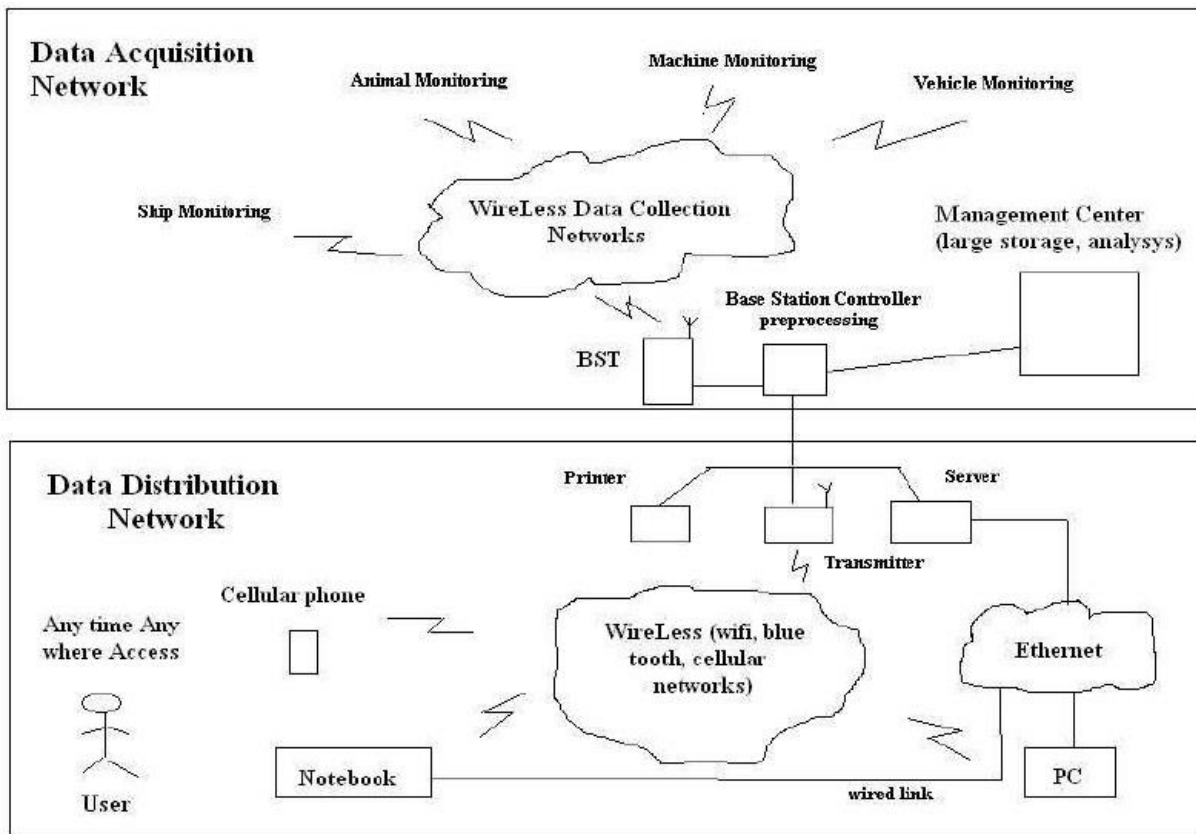 Data Acquisition
Network
Animal Monitoring
Machine Monitoring
Vehicle Monitoring
Ship Monitoring
WireLess Data Collection
Networks
Management Center
(large storage, analysys)
Base Station Controller
preprocessing
BST
Data Distribution
Network
Printer
Server
Transmitter
Cellular phone
Any time Any
where Access
WireLess (wifi, blue
tooth, cellular
networks)
Ethernet
Notebook
PC
wired link
User